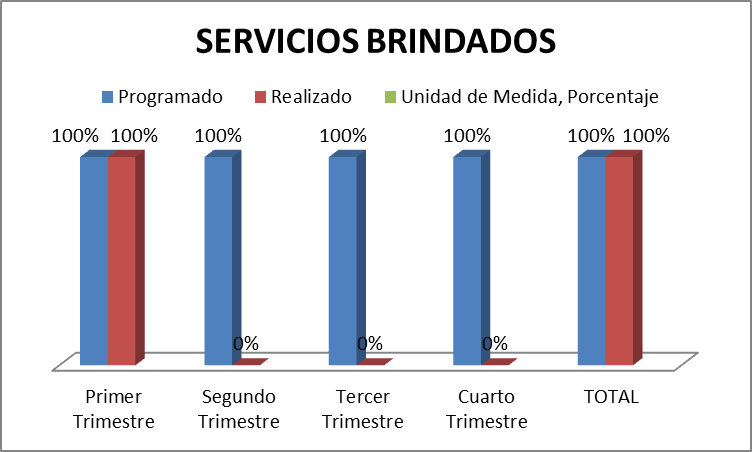 SERVICIOS BRINDADOS
Programado Realizado Unidad de Medida, Porcentaje
100% 100% 100% 100% 100% 100% 100%
0% 0% 0%
Primer Segundo Tercer Cuarto TOTAL
Trimestre Trimestre Trimestre Trimestre